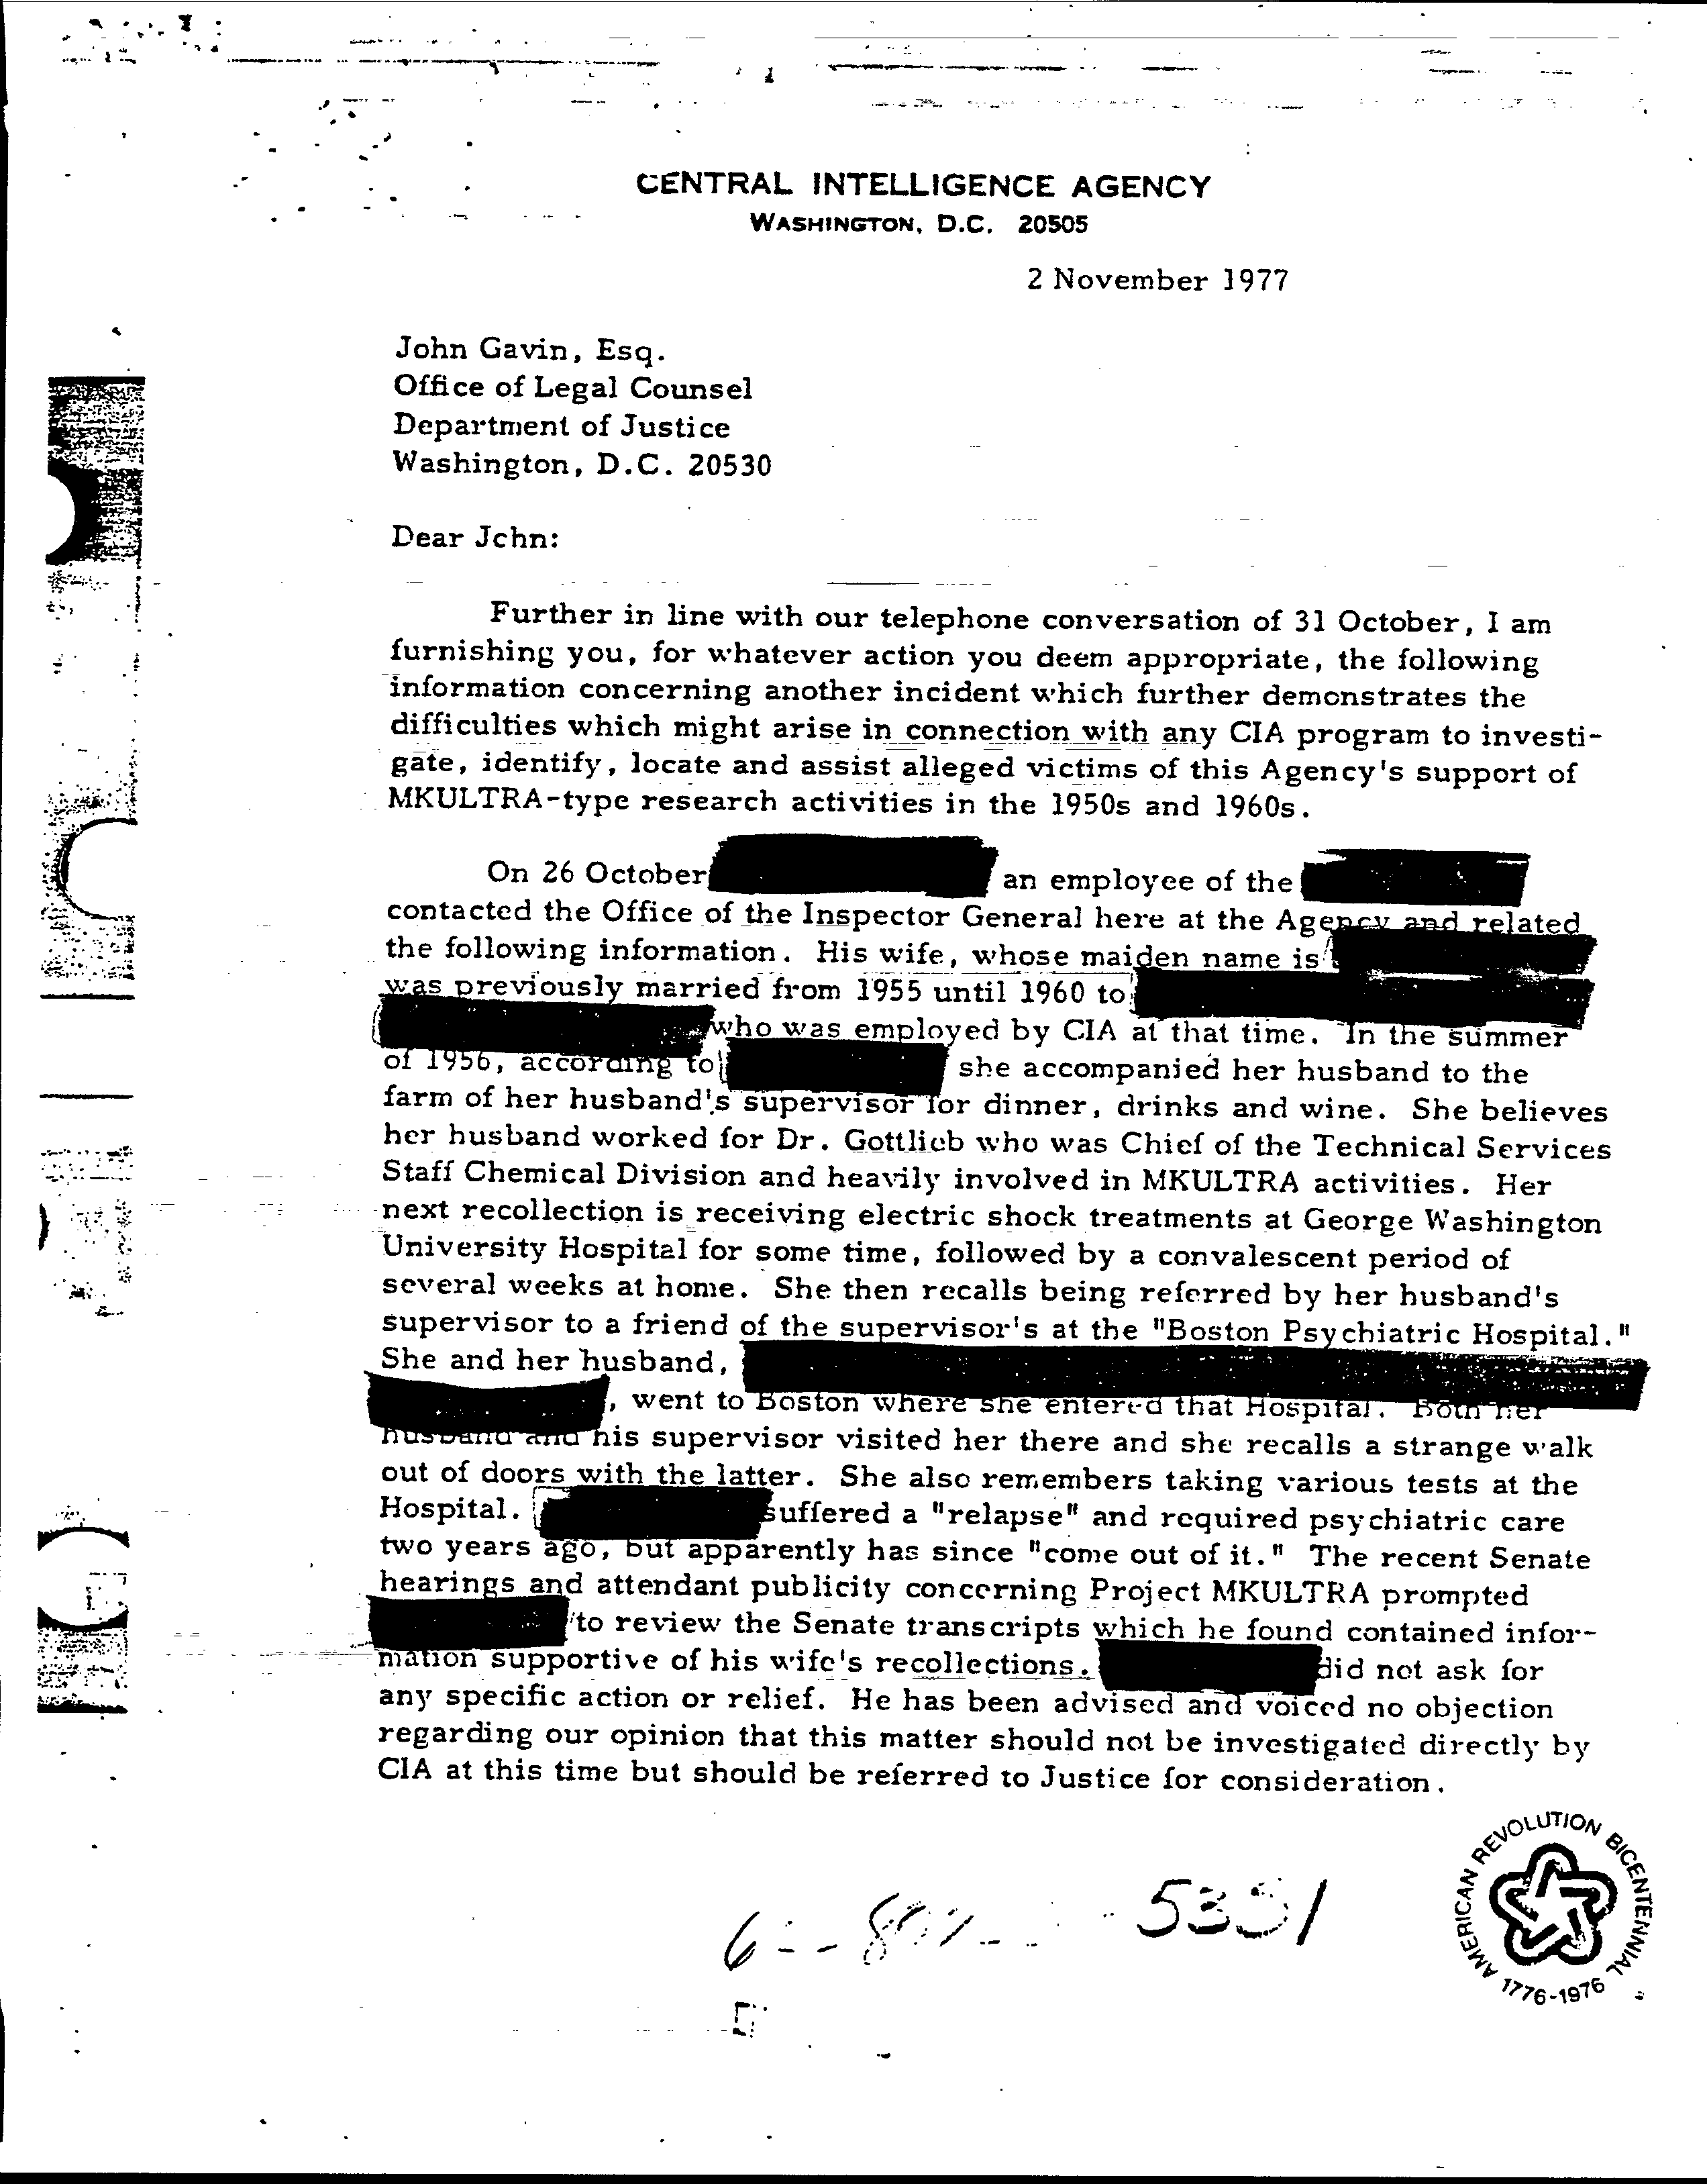 CENTRAL INTELLIGENCE AGENCY
WASHINGTON, D.C. 20505
2 November 1977
John Gavin, Esq.
Office of Legal Counsel
Department of Justice
Washington, D.C. 20530
Dear John:
Further in line with our telephone conversation of 31 October, I am
furnishing you, for whatever action you deem appropriate, the following
information concerning another incident which further demonstrates the
difficulties which might arise in connection with any CIA program to investi-
gate, identify, locate and assist alleged victims of this Agency's support of
MKULTRA-type research activities in the 1950s and 1960s.
On 26 October an employee of the
contacted the Office of the Inspector General here at the Agency and related
the following information. His wife, whose maiden name is
was previously married from 1955 until 1960 to
who was employed by CIA at that time. In the summer
of 1956, according to she accompanied her husband to the
farm of her husband's supervisor for dinner, drinks and wine. She believes
her husband worked for Dr. Gottlieb who was Chief of the Technical Services
Staff Chemical Division and heavily involved in MKULTRA activities. Her
next recollection is receiving electric shock treatments at George Washington
University Hospital for some time, followed by a convalescent period of
several weeks at home. She then recalls being referred by her husband's
supervisor to a friend of the supervisor's at the "Boston Psychiatric Hospital."
She and her husband,
, went to Boston where she entered that Hospital. Both her
husband and his supervisor visited her there and she recalls a strange walk
out of doors with the latter. She also remembers taking various tests at the
Hospital. suffered a "relapse" and required psychiatric care
two years ago, but apparently has since "come out of it." The recent Senate
hearings and attendant publicity concerning Project MKULTRA prompted
to review the Senate transcripts which he found contained infor-
mation supportive of his wife's recollections. did not ask for
any specific action or relief. He has been advised and voiced no objection
regarding our opinion that this matter should not be investigated directly by
CIA at this time but should be referred to Justice for consideration.
AMERICAN REVOLUTION BICENTENNIAL
1776-1976